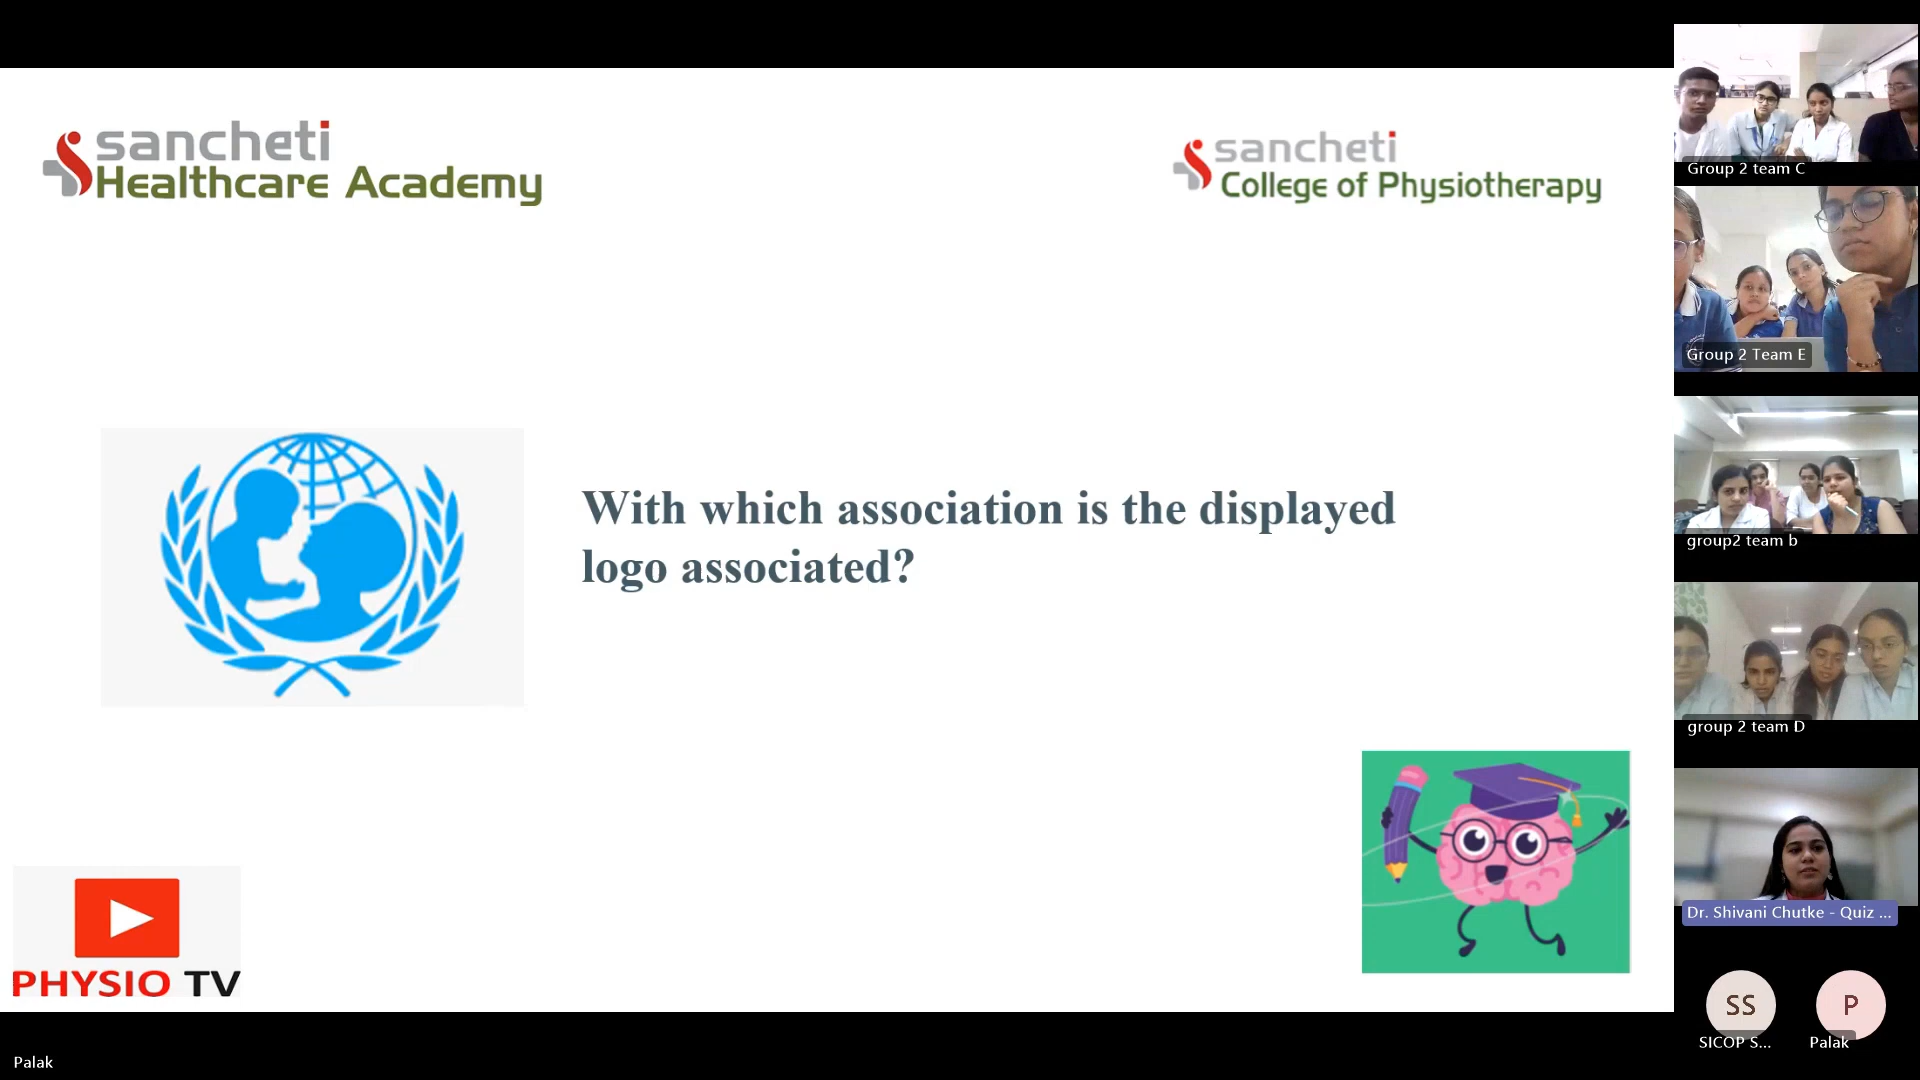 sancheti
Healthcare Academy
sancheti
College of Physiotherapy
With which association is the displayed
logo associated?
PHYSIO TV
Group 2 team C
Group 2 Team E
group2 team b
group 2 team D
Dr. Shivani Chutke - Quiz ...
SS
P
SICOP S...
Palak
Palak